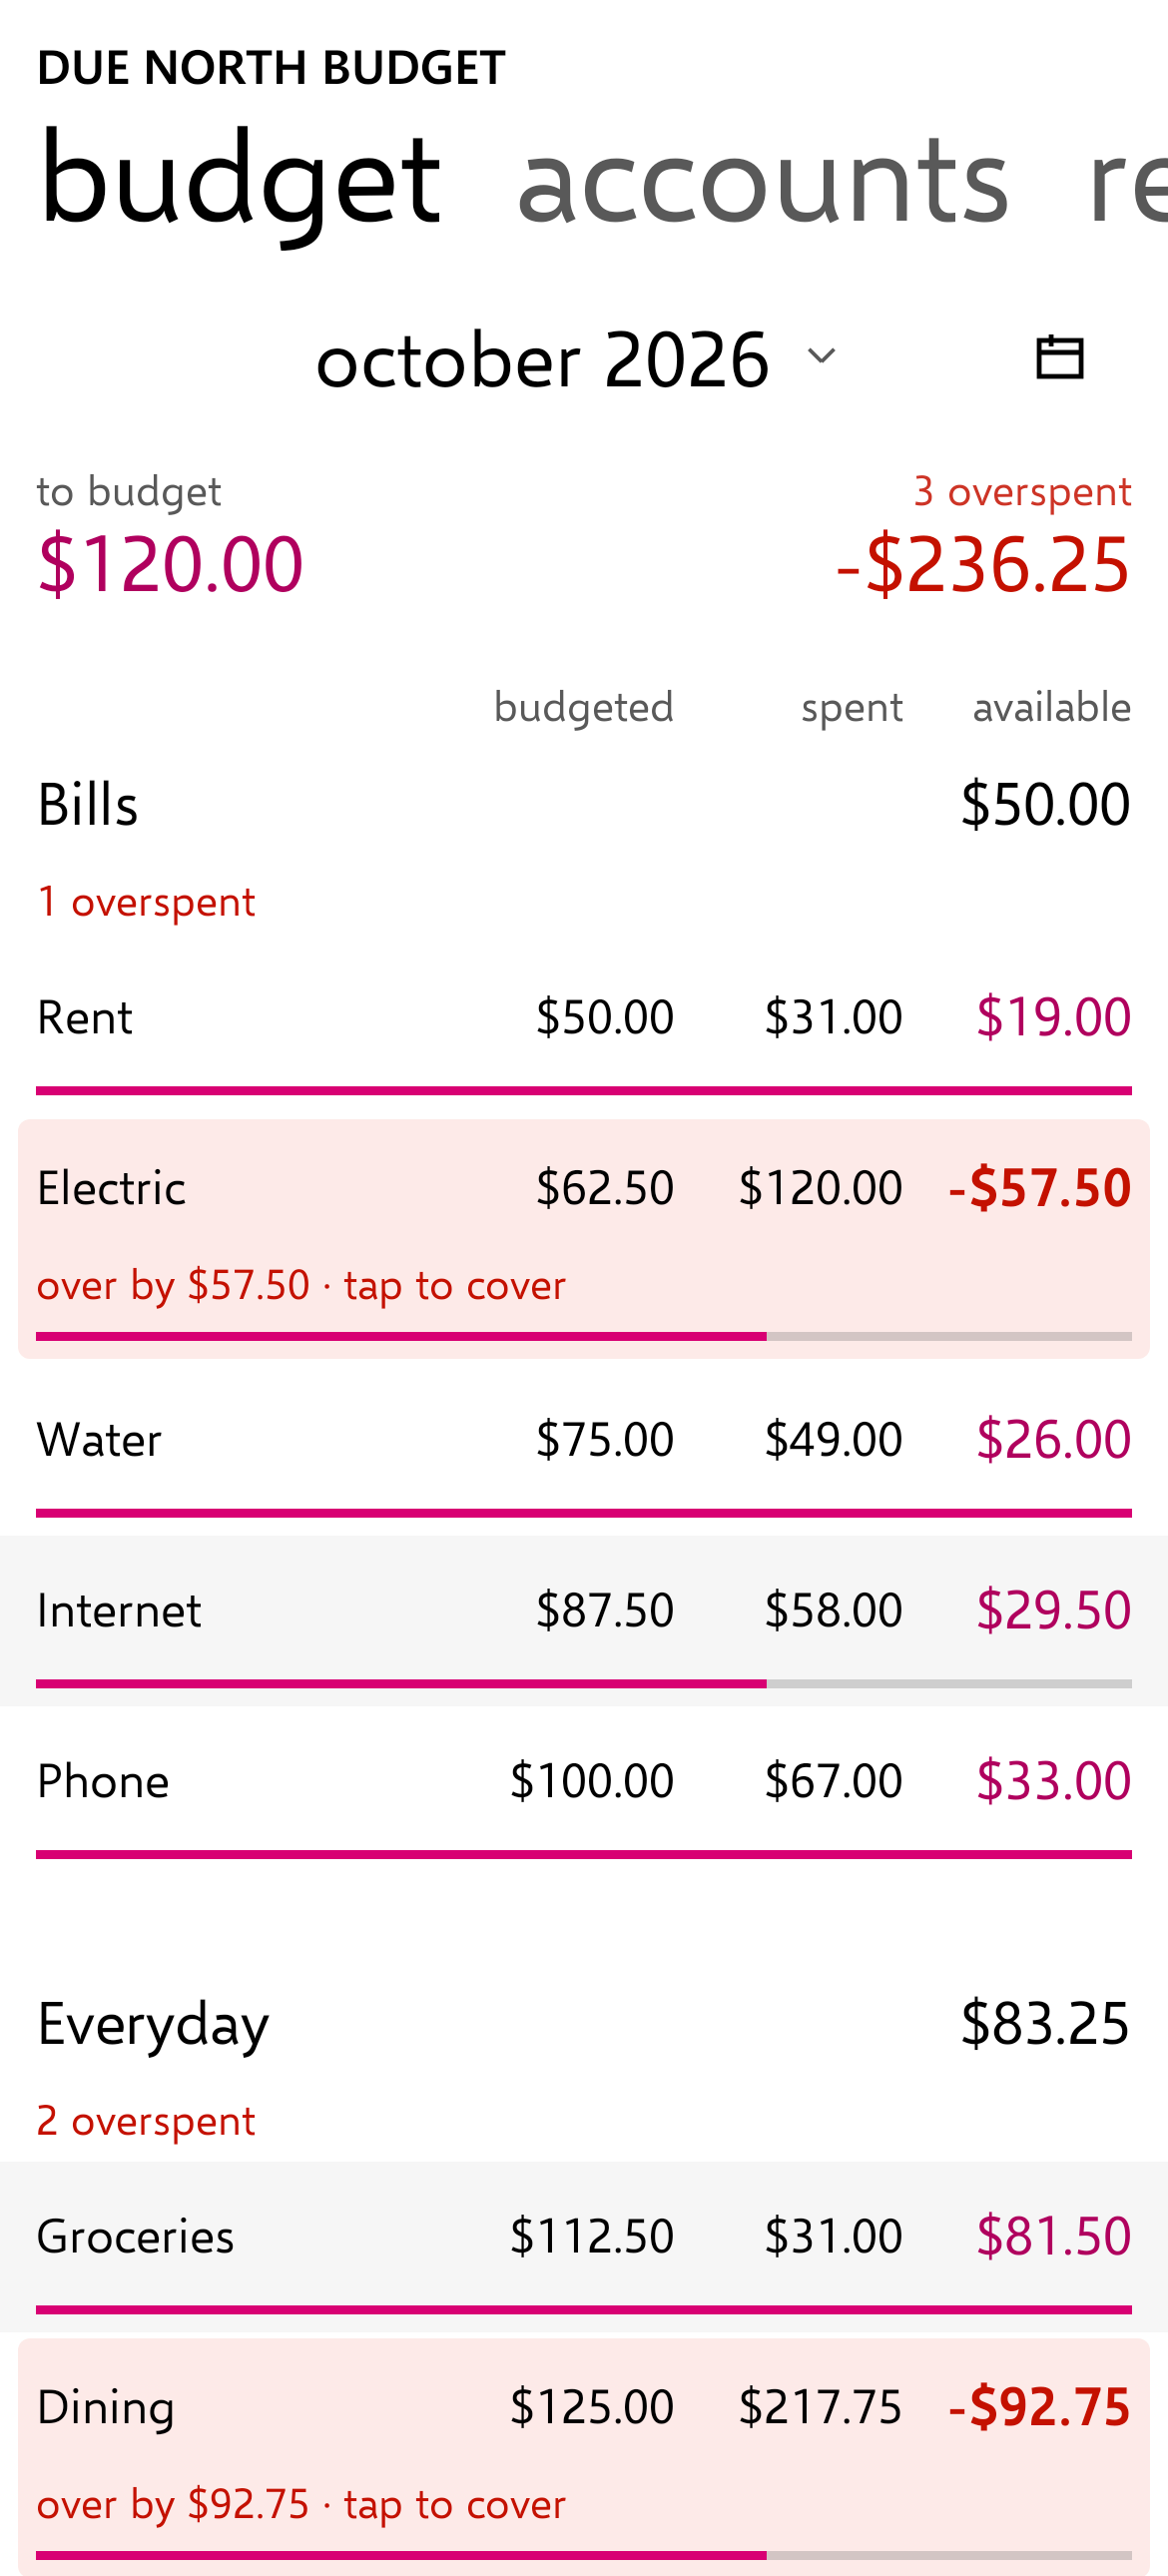 DUE NORTH BUDGET
budget accounts re
october 2026
to budget 3 overspent
$120.00 -$236.25
budgeted spent available
Bills $50.00
1 overspent
Rent $50.00 $31.00 $19.00
Electric $62.50 $120.00 -$57.50
over by $57.50 · tap to cover
Water $75.00 $49.00 $26.00
Internet $87.50 $58.00 $29.50
Phone $100.00 $67.00 $33.00
Everyday $83.25
2 overspent
Groceries $112.50 $31.00 $81.50
Dining $125.00 $217.75 -$92.75
over by $92.75 · tap to cover